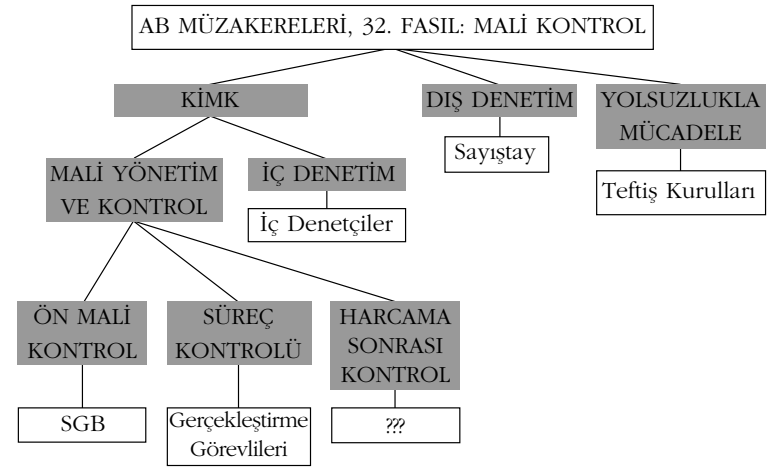 AB MÜZAKERELERİ, 32. FASIL: MALİ KONTROL
KİMK
DIŞ DENETİM
YOLSUZLUKLA
MÜCADELE
Sayıştay
Teftiş Kurulları
MALİ YÖNETİM
VE KONTROL
İÇ DENETİM
İç Denetçiler
ÖN MALİ
KONTROL
SÜREÇ
KONTROLÜ
HARCAMA
SONRASI
KONTROL
SGB
Gerçekleştirme
Görevlileri
???